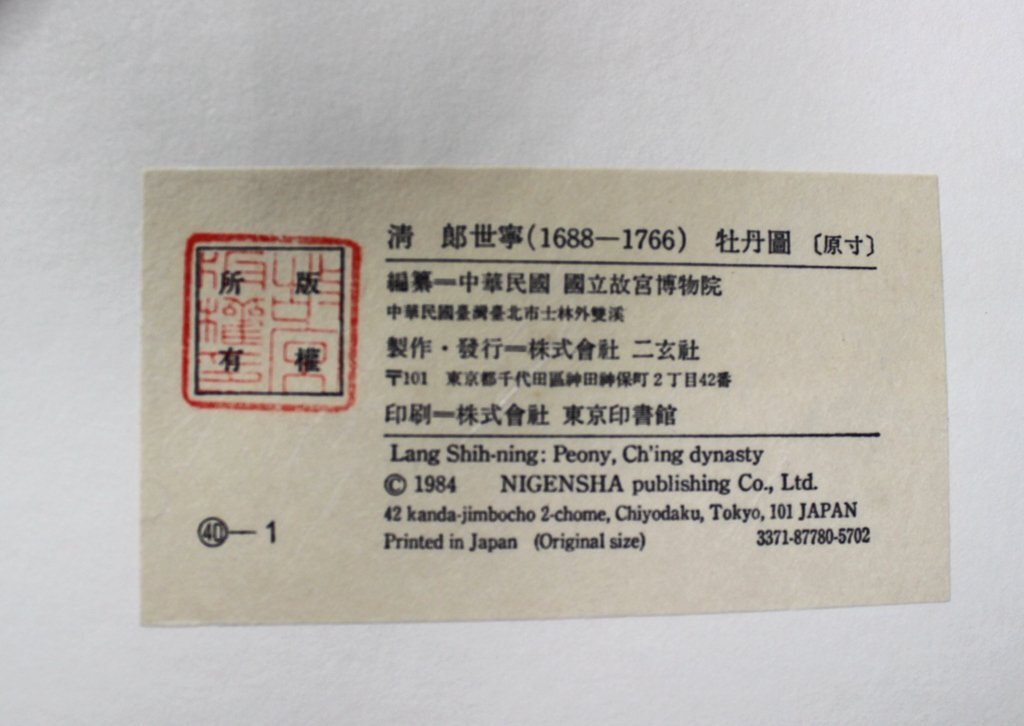 版權所有
清 郎世寧(1688—1766) 牡丹圖 〔原寸〕
編纂═中華民國 國立故宮博物院
中華民國臺灣臺北市士林外雙溪
製作・發行═株式會社 二玄社
〒101 東京都千代田區神田神保町2丁目42番
印刷═株式會社 東京印書館
Lang Shih-ning: Peony, Ch'ing dynasty
© 1984 NIGENSHA publishing Co., Ltd.
42 kanda-jimbocho 2-chome, Chiyodaku, Tokyo, 101 JAPAN
Printed in Japan (Original size) 3371-87780-5702
㊵—1